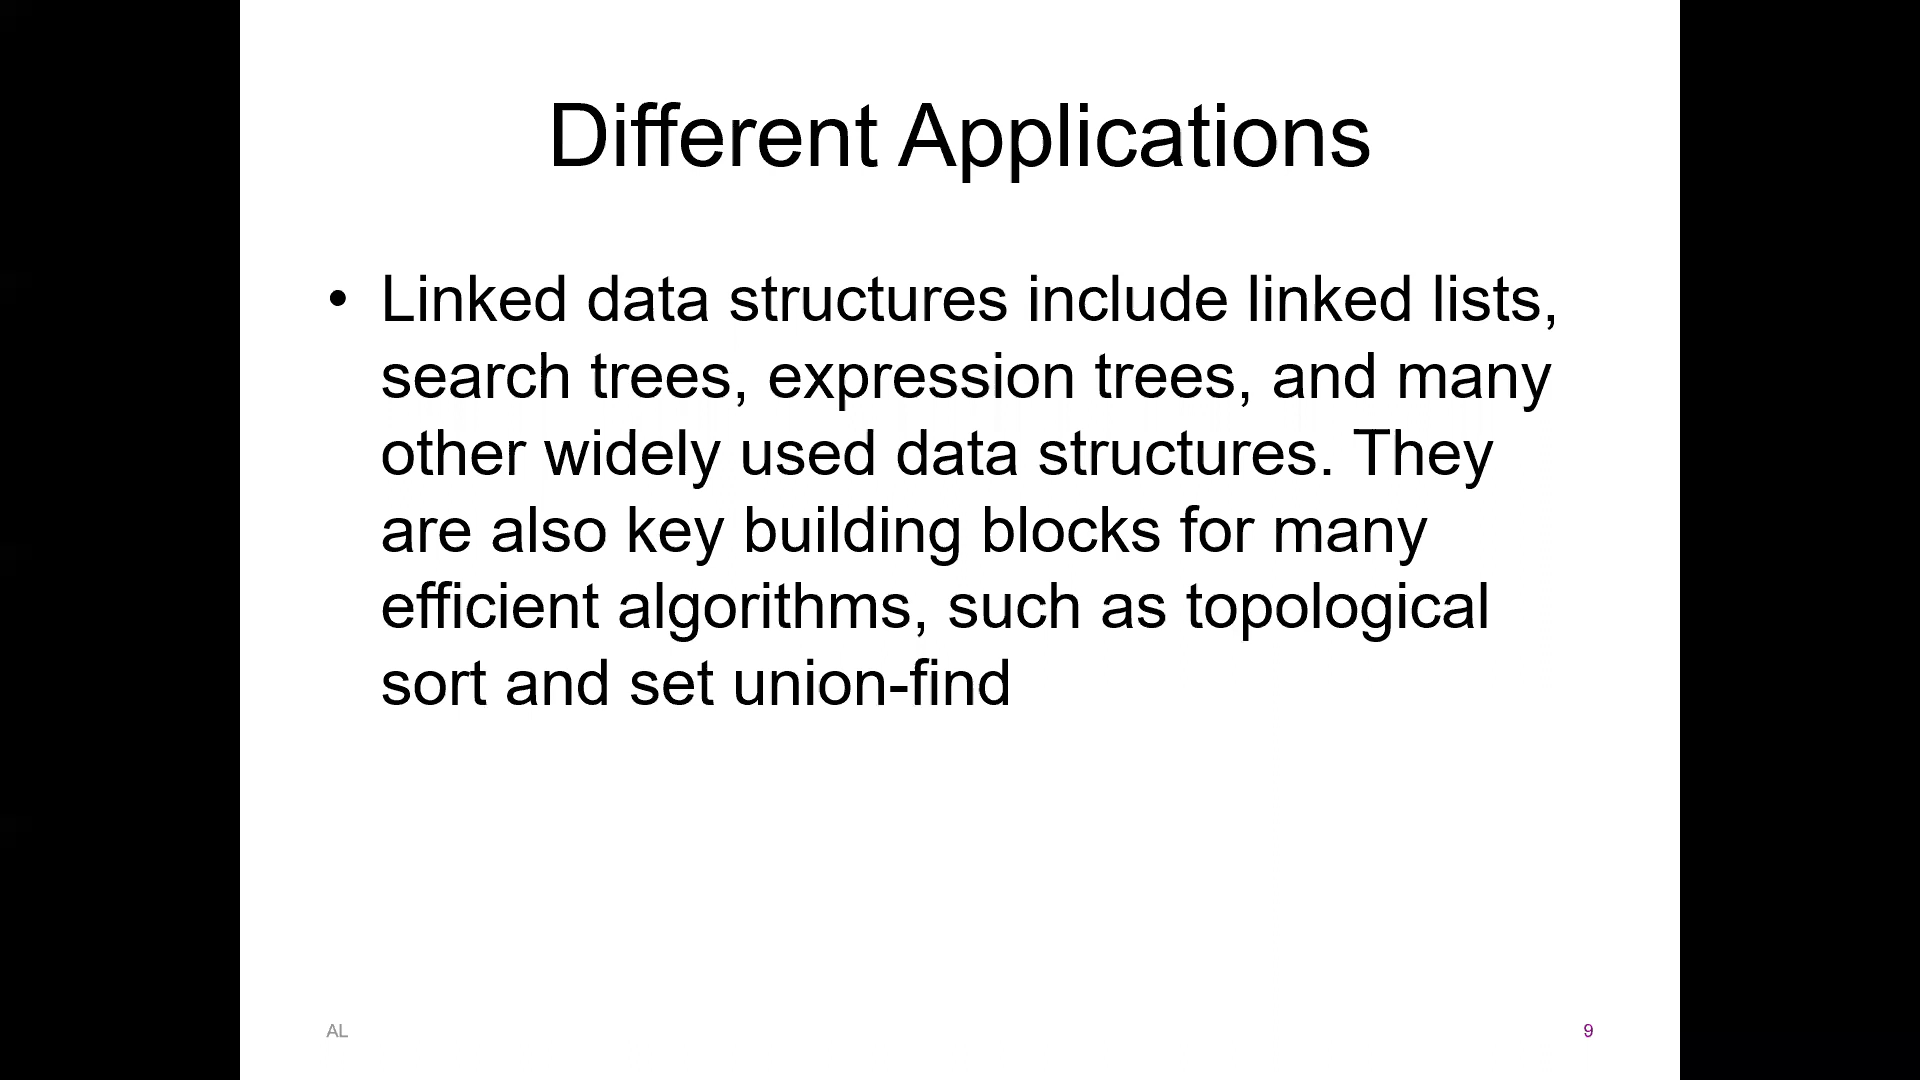 Different Applications
• Linked data structures include linked lists,
search trees, expression trees, and many
other widely used data structures. They
are also key building blocks for many
efficient algorithms, such as topological
sort and set union-find
AL
9